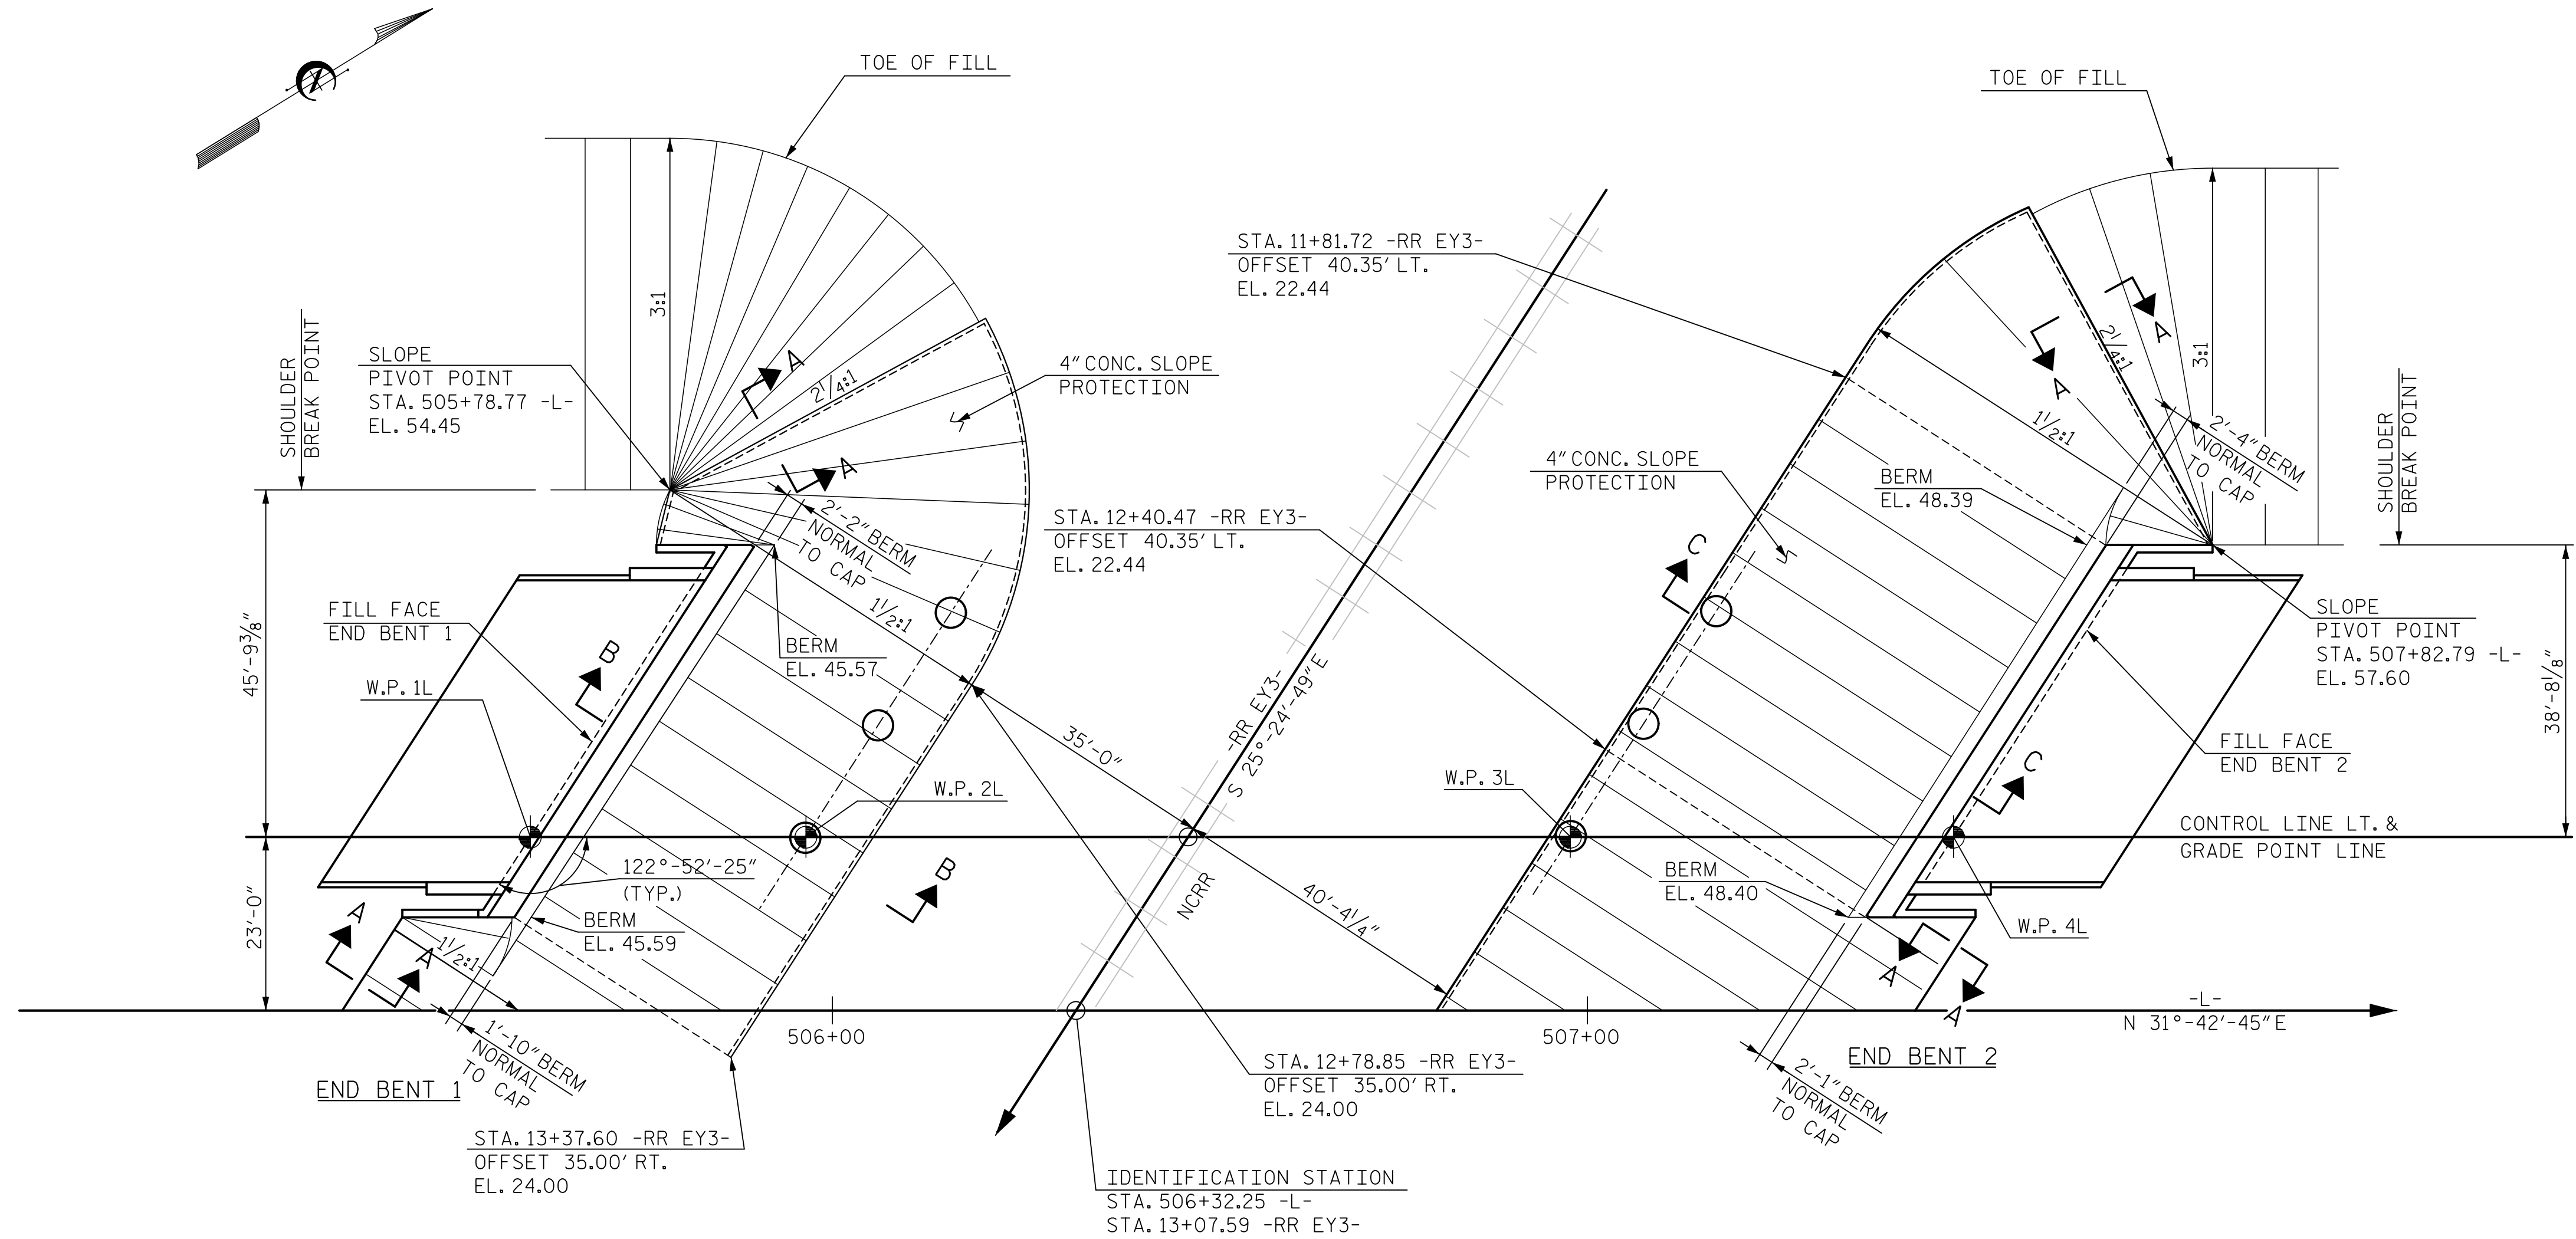 TOE OF FILL
TOE OF FILL
3:1
SHOULDER
BREAK POINT
SLOPE
PIVOT POINT
STA. 505+78.77 -L-
EL. 54.45
A
2 1/4:1
A
4" CONC. SLOPE
PROTECTION
STA. 11+81.72 -RR EY3-
OFFSET 40.35' LT.
EL. 22.44
A
A
2 1/4:1
3:1
1 1/2:1
2'-4" BERM
NORMAL
TO CAP
SHOULDER
BREAK POINT
4" CONC. SLOPE
PROTECTION
BERM
EL. 48.39
STA. 12+40.47 -RR EY3-
OFFSET 40.35' LT.
EL. 22.44
2'-2" BERM
NORMAL
TO CAP
1 1/2:1
C
FILL FACE
END BENT 1
B
BERM
EL. 45.57
45'-9 3/8"
W.P. 1L
SLOPE
PIVOT POINT
STA. 507+82.79 -L-
EL. 57.60
38'-8 1/8"
-RR EY3-
S 25°-24'-49" E
35'-0"
W.P. 2L
W.P. 3L
C
FILL FACE
END BENT 2
CONTROL LINE LT. &
GRADE POINT LINE
122°-52'-25"
(TYP.)
B
NCRR
40'-4 1/4"
BERM
EL. 48.40
23'-0"
A
A
1 1/2:1
BERM
EL. 45.59
W.P. 4L
A
A
-L-
N 31°-42'-45" E
506+00
507+00
1'-10" BERM
NORMAL
TO CAP
END BENT 1
END BENT 2
2'-1" BERM
NORMAL
TO CAP
STA. 12+78.85 -RR EY3-
OFFSET 35.00' RT.
EL. 24.00
STA. 13+37.60 -RR EY3-
OFFSET 35.00' RT.
EL. 24.00
IDENTIFICATION STATION
STA. 506+32.25 -L-
STA. 13+07.59 -RR EY3-